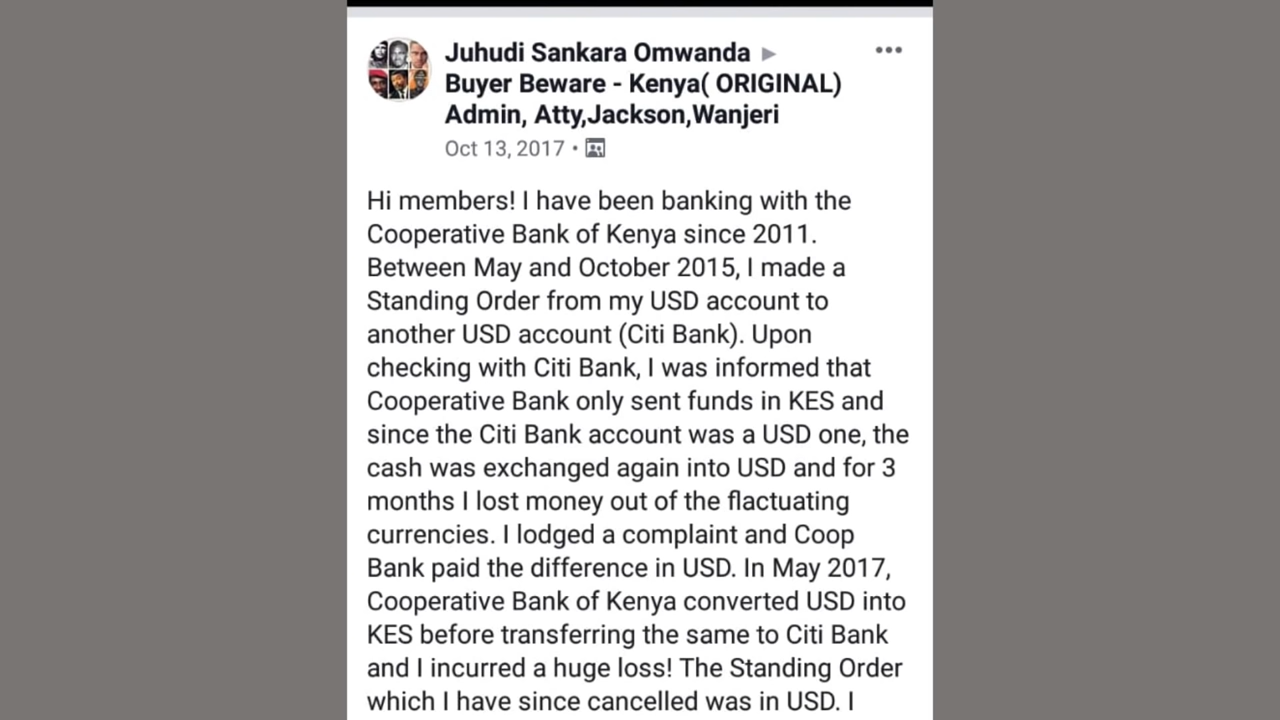 Juhudi Sankara Omwanda ▸
Buyer Beware - Kenya( ORIGINAL)
Admin, Atty,Jackson,Wanjeri
Oct 13, 2017 •
Hi members! I have been banking with the
Cooperative Bank of Kenya since 2011.
Between May and October 2015, I made a
Standing Order from my USD account to
another USD account (Citi Bank). Upon
checking with Citi Bank, I was informed that
Cooperative Bank only sent funds in KES and
since the Citi Bank account was a USD one, the
cash was exchanged again into USD and for 3
months I lost money out of the flactuating
currencies. I lodged a complaint and Coop
Bank paid the difference in USD. In May 2017,
Cooperative Bank of Kenya converted USD into
KES before transferring the same to Citi Bank
and I incurred a huge loss! The Standing Order
which I have since cancelled was in USD. I